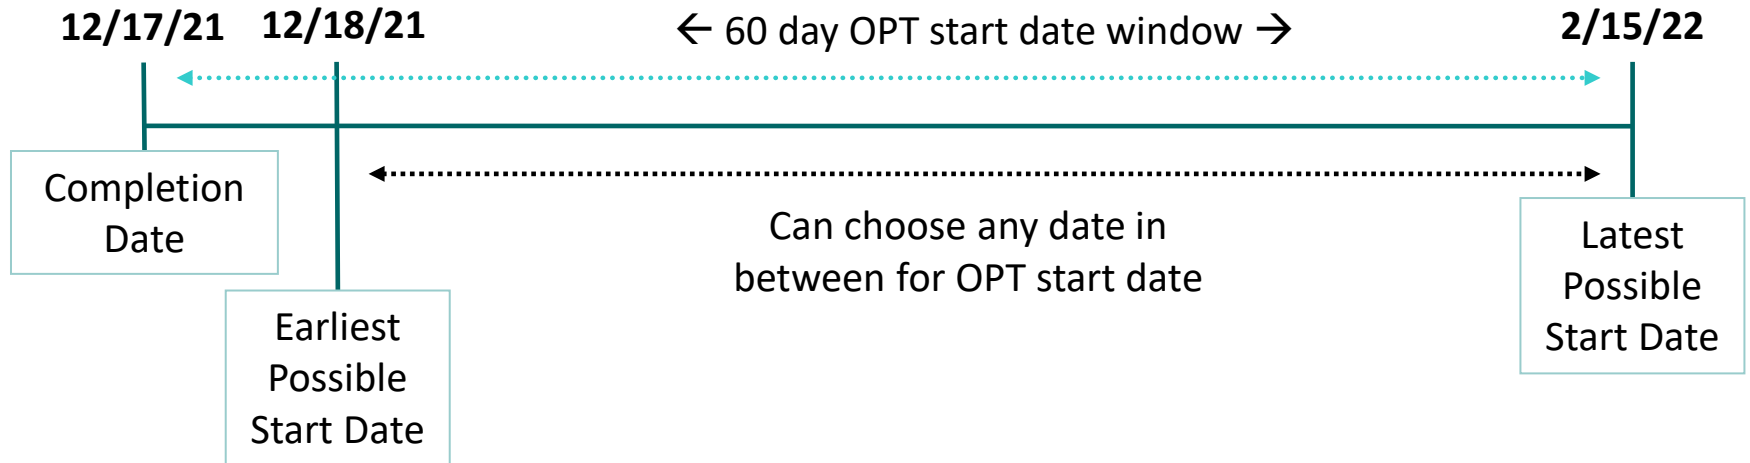 12/17/21
12/18/21
← 60 day OPT start date window →
2/15/22
Completion
Date
Earliest
Possible
Start Date
Can choose any date in
between for OPT start date
Latest
Possible
Start Date